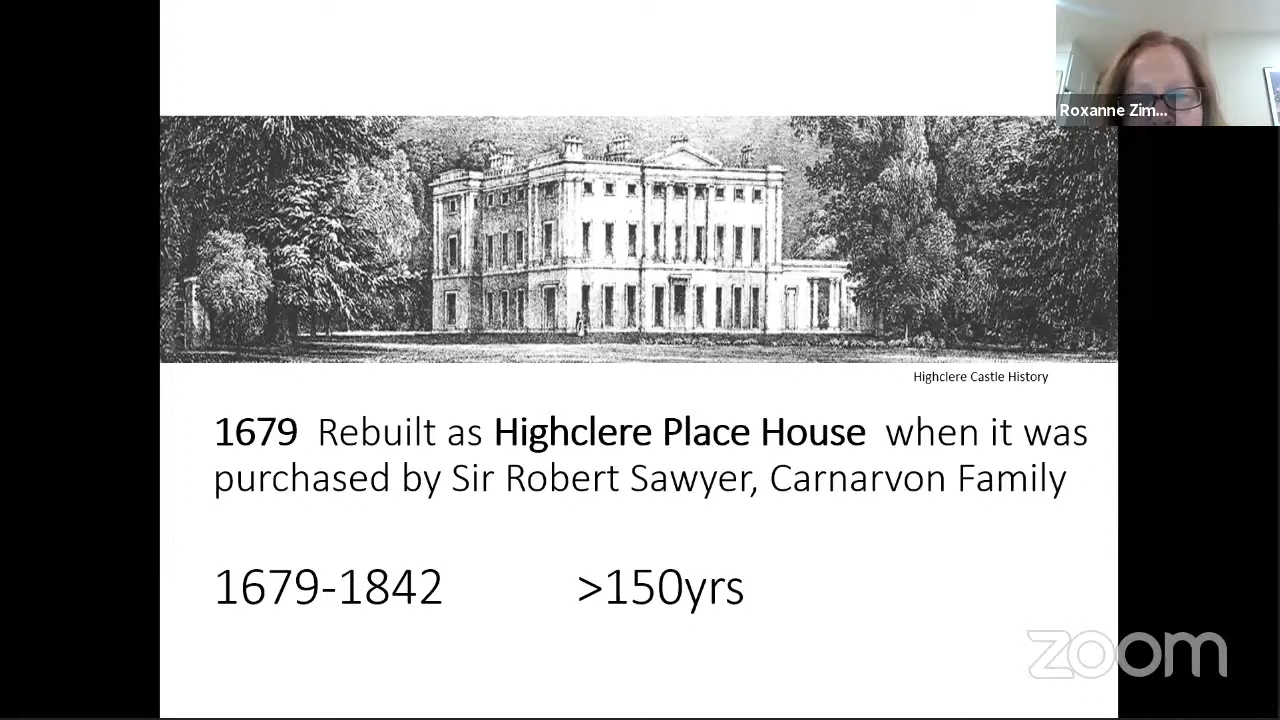 Roxanne Zim...
Highclere Castle History
1679 Rebuilt as Highclere Place House when it was
purchased by Sir Robert Sawyer, Carnarvon Family
1679-1842 >150yrs
zoom